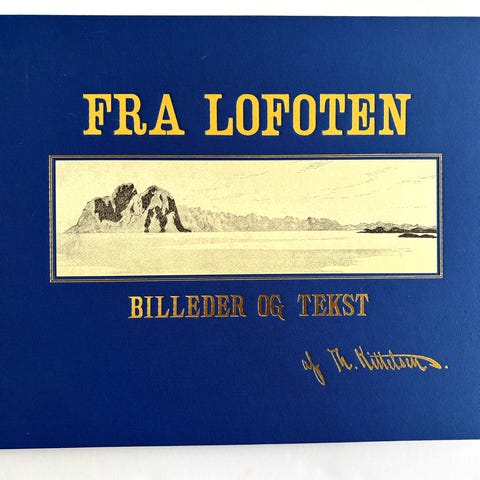 FRA LOFOTEN
BILLEDER OG TEKST
af Th. Kittelsen.